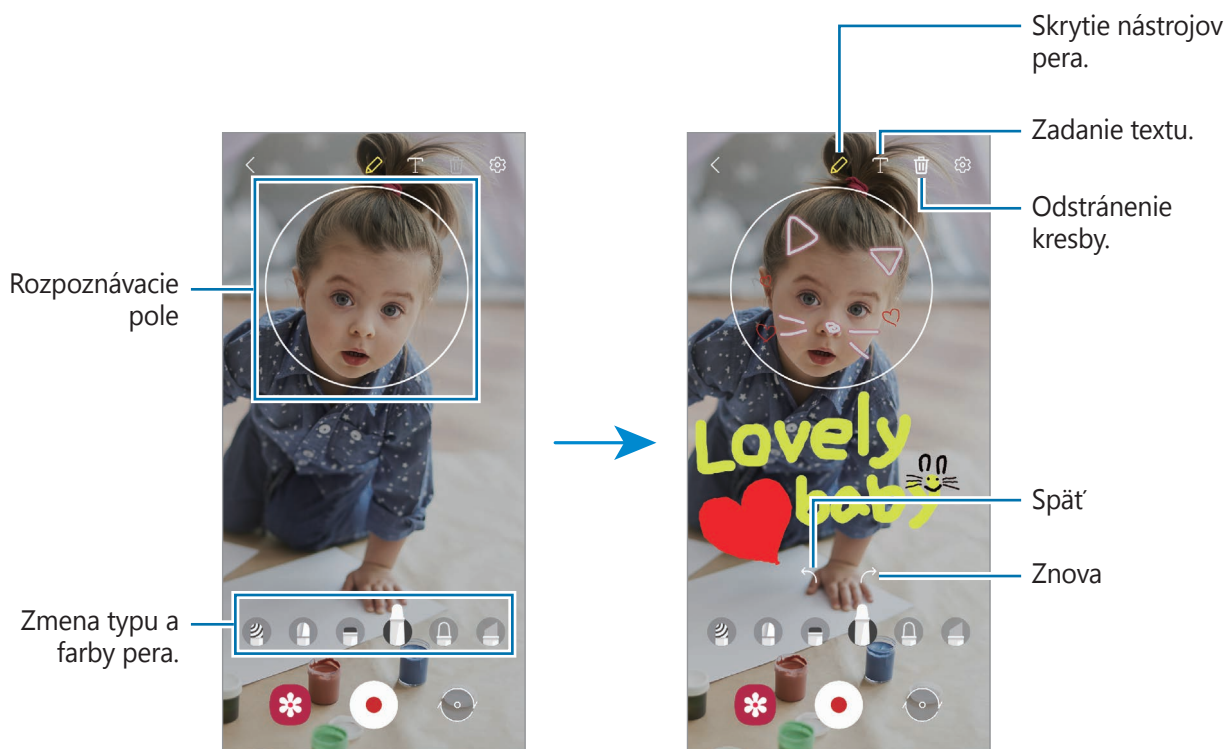 Skrytie nástrojov
pera.
Zadanie textu.
Odstránenie
kresby.
Rozpoznávacie
pole
Lovely
baby
Späť
Znova
Zmena typu a
farby pera.